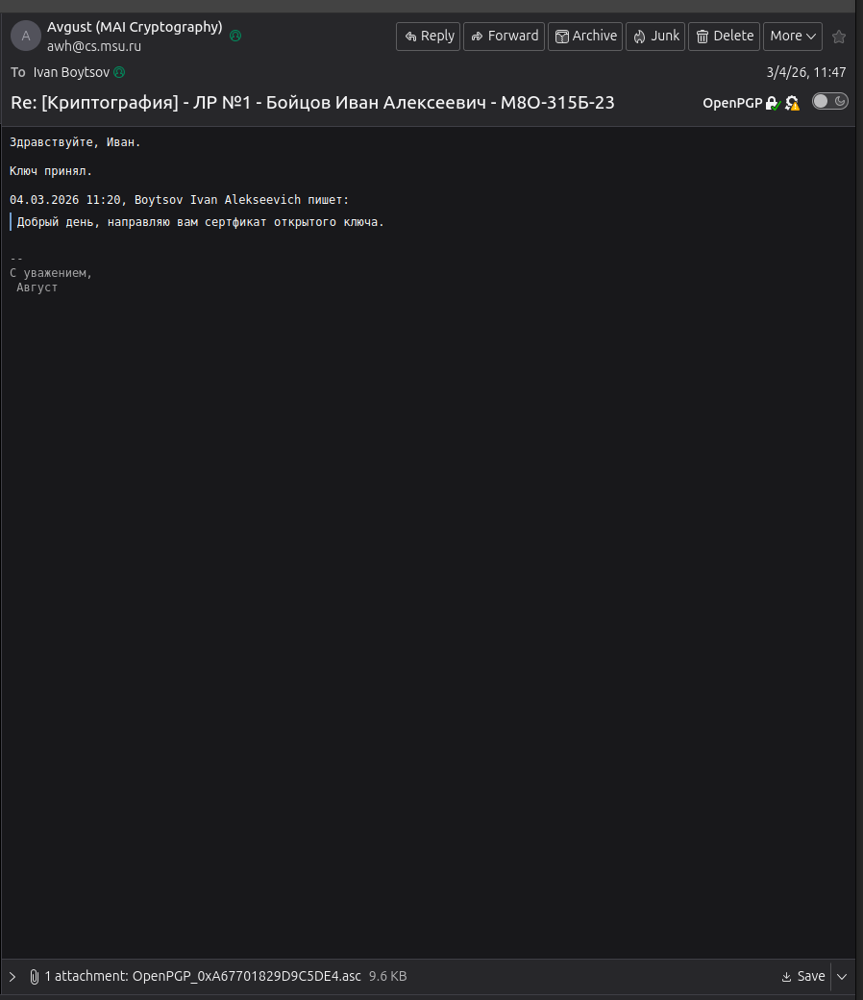 A
Avgust (MAI Cryptography)
awh@cs.msu.ru
Reply
Forward
Archive
Junk
Delete
More
To Ivan Boytsov
3/4/26, 11:47
Re: [Криптография] - ЛР №1 - Бойцов Иван Алексеевич - М8О-315Б-23
OpenPGP
Здравствуйте, Иван.
Ключ принял.
04.03.2026 11:20, Boytsov Ivan Alekseevich пишет:
Добрый день, направляю вам сертфикат открытого ключа.
--
С уважением,
Август
1 attachment: OpenPGP_0xA67701829D9C5DE4.asc 9.6 KB
Save